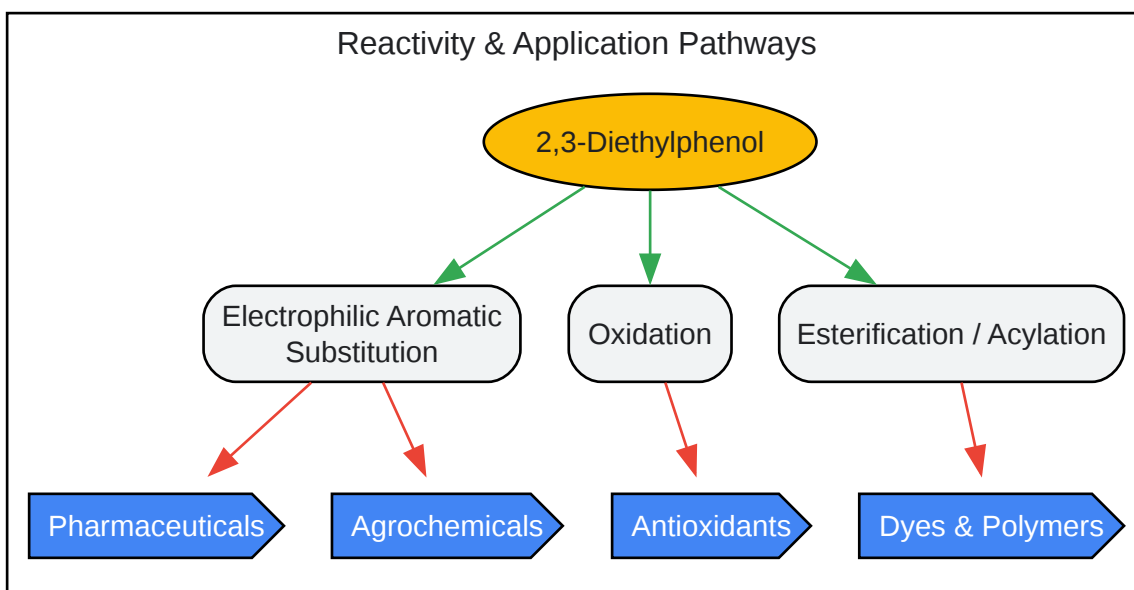 Reactivity & Application Pathways
2,3-Diethylphenol
Electrophilic Aromatic
Substitution
Oxidation
Esterification / Acylation
Pharmaceuticals
Agrochemicals
Antioxidants
Dyes & Polymers